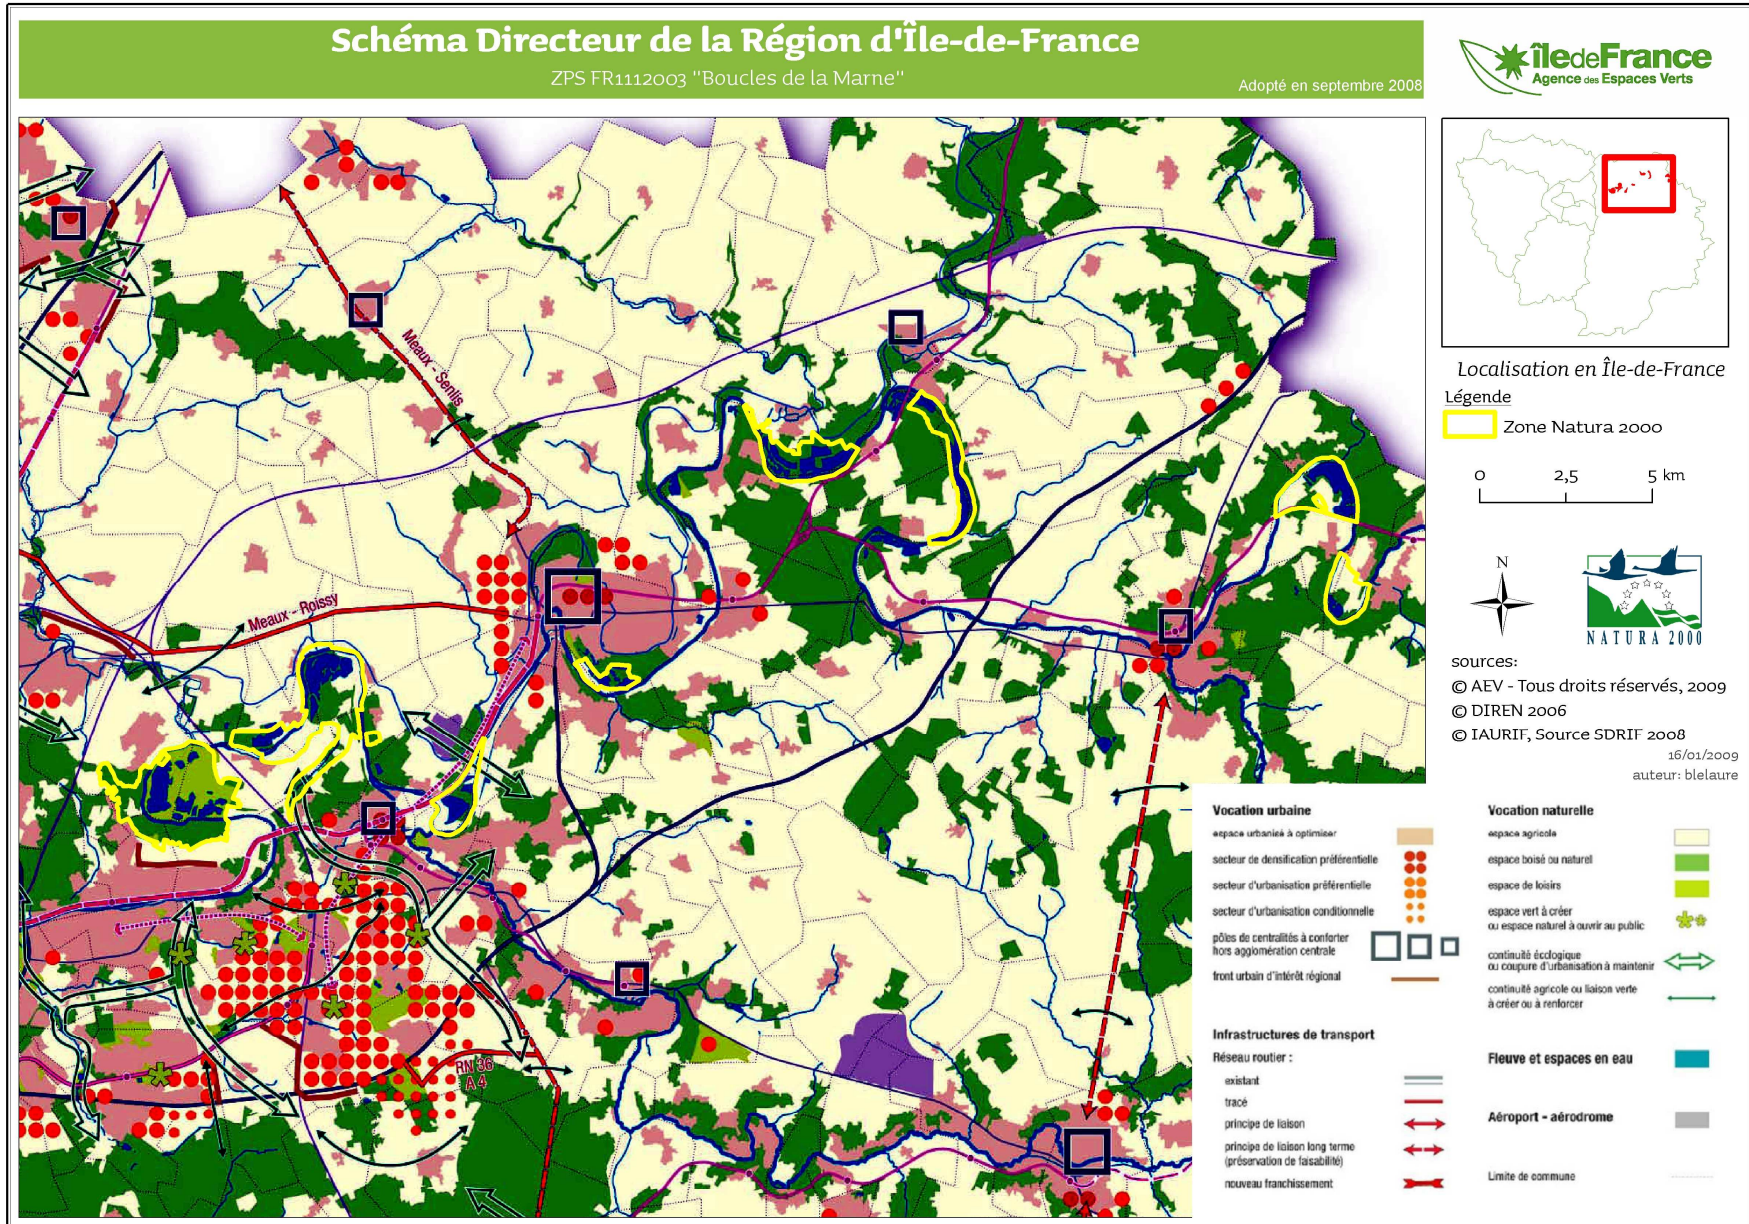 Schéma Directeur de la Région d'Île-de-France
ZPS FR1112003 "Boucles de la Marne"
Adopté en septembre 2008
îledeFrance
Agence des Espaces Verts
Localisation en Île-de-France
Légende
Zone Natura 2000
0 2,5 5 km
N
NATURA 2000
sources:
© AEV - Tous droits réservés, 2009
© DIREN 2006
© IAURIF, Source SDRIF 2008
16/01/2009
auteur: blelaure
Meaux - Senlis
Meaux - Roissy
RN 36
A 4
Vocation urbaine
espace urbanisé à optimiser
secteur de densification préférentielle
secteur d'urbanisation préférentielle
secteur d'urbanisation conditionnelle
pôles de centralités à conforter
hors agglomération centrale
front urbain d'intérêt régional
Infrastructures de transport
Réseau routier :
existant
tracé
principe de liaison
principe de liaison long terme
(préservation de faisabilité)
nouveau franchissement
Vocation naturelle
espace agricole
espace boisé ou naturel
espace de loisirs
espace vert à créer
ou espace naturel à ouvrir au public
continuité écologique
ou coupure d'urbanisation à maintenir
continuité agricole ou liaison verte
à créer ou à renforcer
Fleuve et espaces en eau
Aéroport - aérodrome
Limite de commune